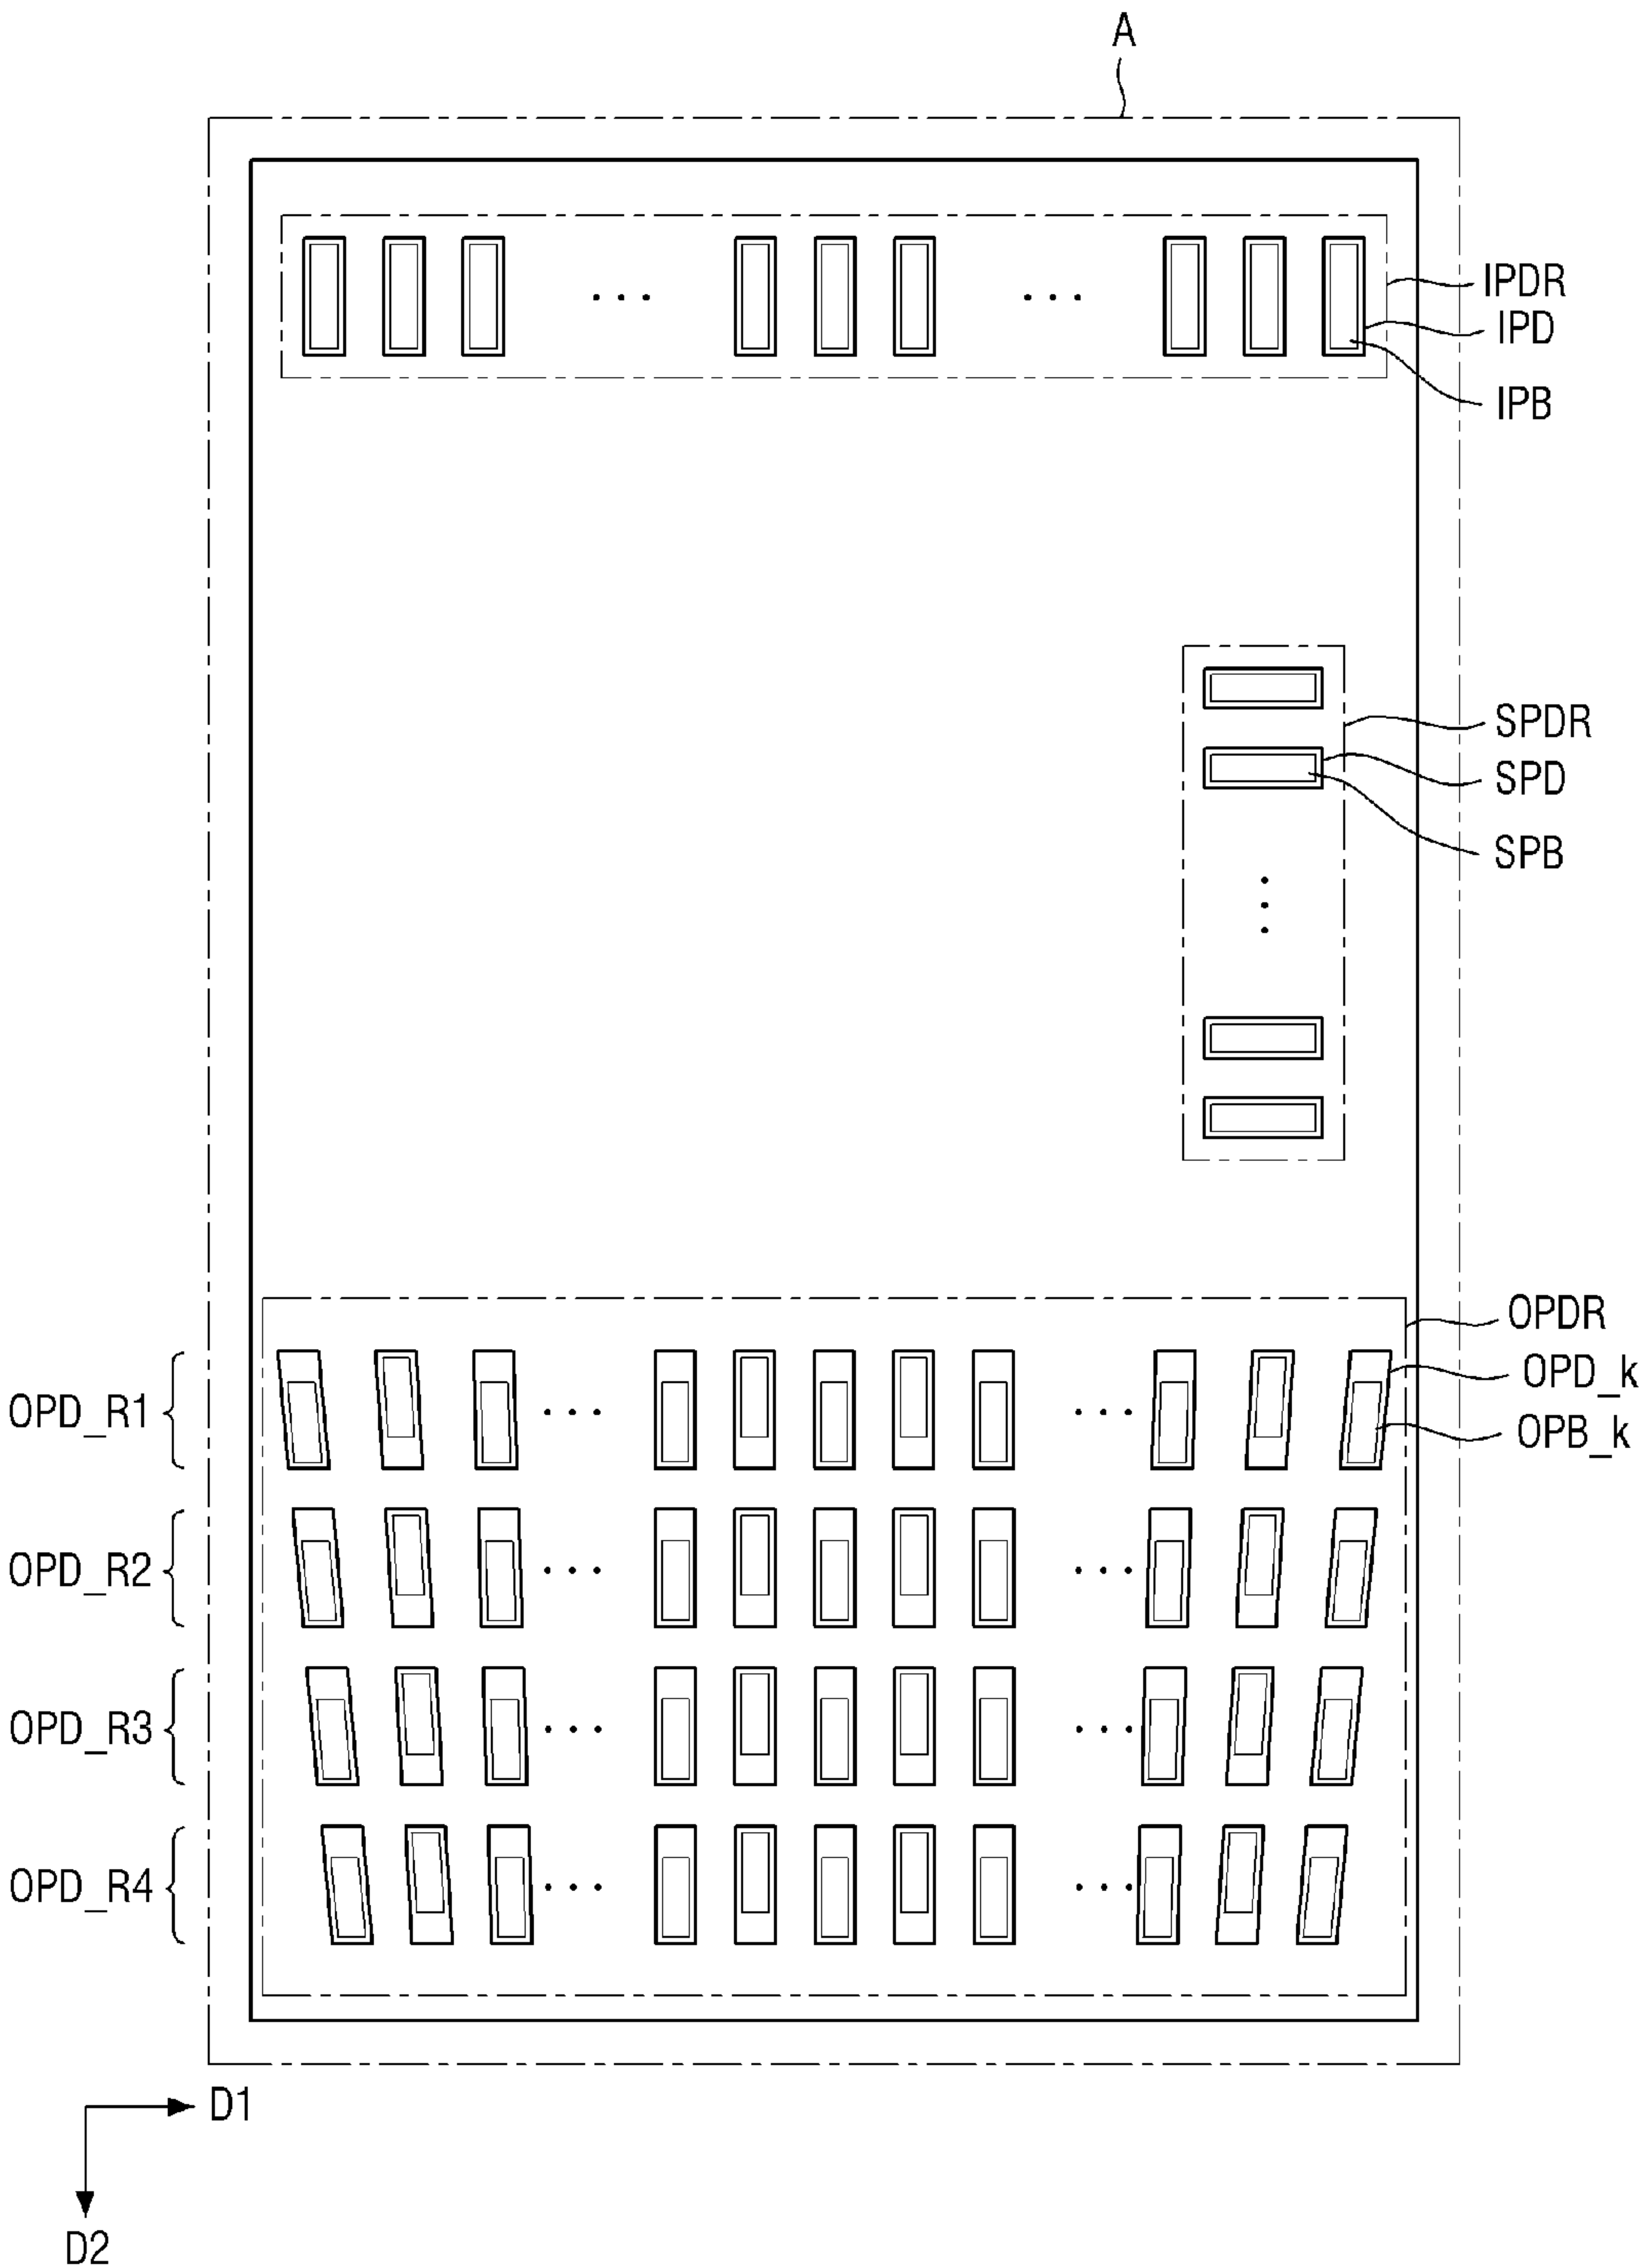 A
IPDR
IPD
IPB
SPDR
SPD
SPB
OPDR
OPD_k
OPD_R1
OPB_k
OPD_R2
OPD_R3
OPD_R4
D1
D2